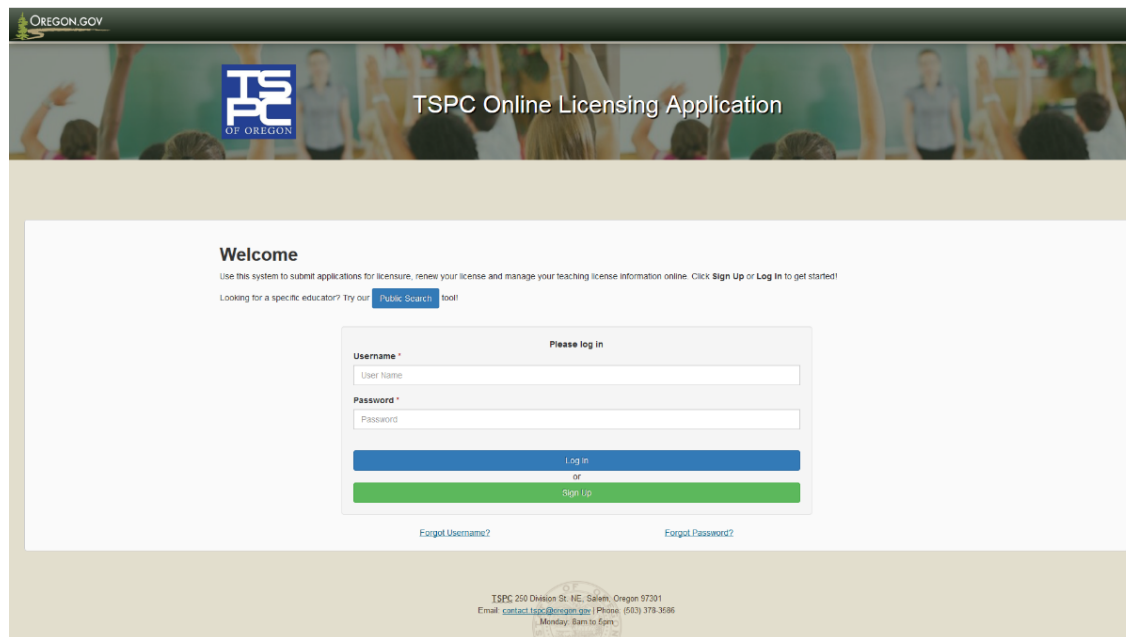 OREGON.GOV
TS
PC
OF OREGON
TSPC Online Licensing Application
Welcome
Use this system to submit applications for licensure, renew your license and manage your teaching license information online. Click Sign Up or Log In to get started!
Looking for a specific educator? Try our Public Search tool!
Please log in
Username *
User Name
Password *
Password
Log in
or
Sign Up
Forgot Username? Forgot Password?
TSPC 250 Division St. NE, Salem, Oregon 97301
Email: contact.tspc@oregon.gov | Phone: (503) 378-3586
Monday: 8am to 5pm